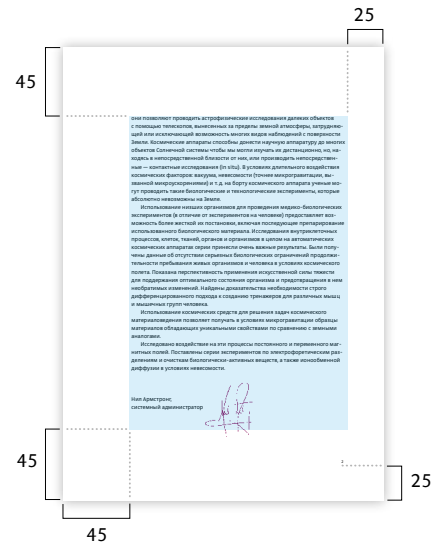 25
45
они позволяют проводить астрофизические исследования далеких объектов
с помощью телескопов, вынесенных за пределы земной атмосферы, затрудняю-
щей или исключающей возможность многих видов наблюдений с поверхности
Земли. Космические аппараты способны донести научную аппаратуру до многих
объектов Солнечной системы чтобы мы могли изучать их дистанционно, но, на-
ходясь в непосредственной близости от них, или производить непосредствен-
ные — контактные исследования (in situ). В условиях длительного воздействия
космических факторов: вакуума, невесомости (точнее микрогравитации, вы-
званной микроускорениями) и т.д. на борту космического аппарата ученые мо-
гут проводить такие биологические и технологические эксперименты, которые
абсолютно невозможны на Земле.
Использование низших организмов для проведения медико-биологических
экспериментов (в отличие от экспериментов на человеке) предоставляет воз-
можность более жесткой их постановки, включая последующее препарирование
использованного биологического материала. Исследования внутриклеточных
процессов, клеток, тканей, органов и организмов в целом на автоматических
космических аппаратах серии принесли очень важные результаты. Были полу-
чены данные об отсутствии серьезных биологических ограничений продолжи-
тельности пребывания живых организмов и человека в условиях космического
полета. Показана перспективность применения искусственной силы тяжести
для поддержания оптимального состояния организма и предотвращения в нем
необратимых изменений. Найдены доказательства необходимости строго
дифференцированного подхода к созданию тренажеров для различных мышц
и мышечных групп человека.
Использование космических средств для решения задач космического
материаловедения позволяет получать в условиях микрогравитации образцы
материалов обладающих уникальными свойствами по сравнению с земными
аналогами.
Исследовано воздействие на эти процессы постоянного и переменного маг-
нитных полей. Поставлены серии экспериментов по электрофоретическим раз-
делениям и очисткам биологически-активных веществ, а также ионообменной
диффузии в условиях невесомости.
Нил Армстронг,
системный администратор
45
2
25
45